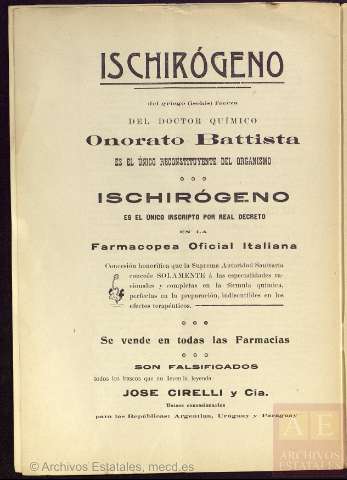 ISCHIRÓGENO
del griego (ischis) fuerza
DEL DOCTOR QUÍMICO
Onorato Battista
ES EL ÚNICO RECONSTITUYENTE DEL ORGANISMO
ISCHIRÓGENO
ES EL ÚNICO INSCRIPTO POR REAL DECRETO
EN LA
Farmacopea Oficial Italiana
Concesión honorífica que la Suprema Autoridad Sanitaria
concede SOLAMENTE á las especialidades ra-
cionales y completas en la fórmula química,
perfectas en la preparación, indiscutibles en los
efectos terapéuticos.
Se vende en todas las Farmacias
SON FALSIFICADOS
todos los frascos que no lleven la leyenda
JOSE CIRELLI y Cia.
Únicos concesionarios
para las Repúblicas: Argentina, Uruguay y Paraguay
AE
ARCHIVOS
ESTATALES
© Archivos Estatales, mecd.es